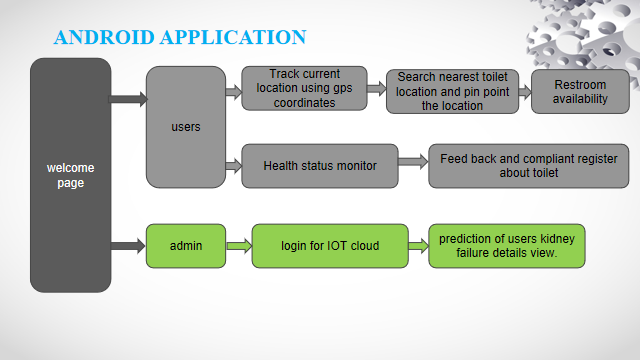 ANDROID APPLICATION
welcome
page
users
Track current
location using gps
coordinates
Search nearest toilet
location and pin point
the location
Restroom
availability
Health status monitor
Feed back and compliant register
about toilet
admin
login for IOT cloud
prediction of users kidney
failure details view.